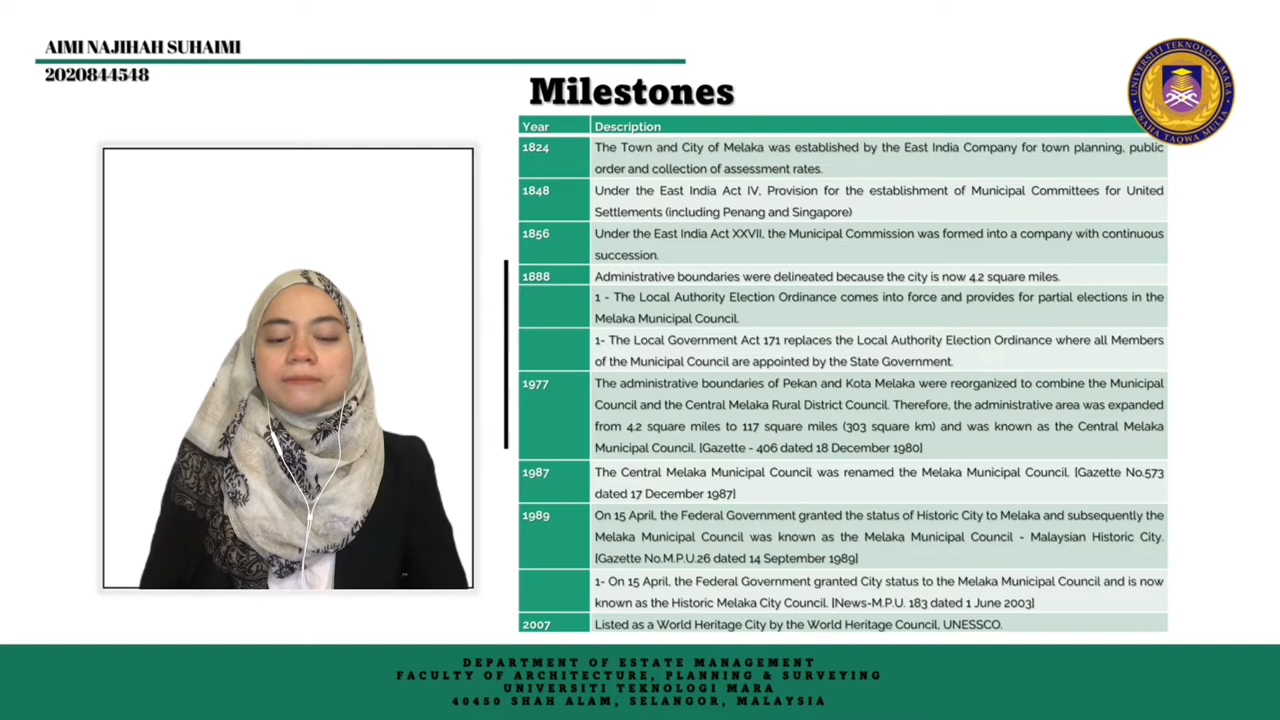 AIMI NAJIHAH SUHAIMI
2020844548
UNIVERSITI TEKNOLOGI MARA
USAHA TAQWA MULIA
Milestones
Year Description
1824 The Town and City of Melaka was established by the East India Company for town planning, public
order and collection of assessment rates.
1848 Under the East India Act IV, Provision for the establishment of Municipal Committees for United
Settlements (including Penang and Singapore)
1856 Under the East India Act XXVII, the Municipal Commission was formed into a company with continuous
succession.
1888 Administrative boundaries were delineated because the city is now 4.2 square miles.
1 - The Local Authority Election Ordinance comes into force and provides for partial elections in the
Melaka Municipal Council.
1- The Local Government Act 171 replaces the Local Authority Election Ordinance where all Members
of the Municipal Council are appointed by the State Government.
1977 The administrative boundaries of Pekan and Kota Melaka were reorganized to combine the Municipal
Council and the Central Melaka Rural District Council. Therefore, the administrative area was expanded
from 4.2 square miles to 117 square miles (303 square km) and was known as the Central Melaka
Municipal Council. [Gazette - 406 dated 18 December 1980]
1987 The Central Melaka Municipal Council was renamed the Melaka Municipal Council. [Gazette No.573
dated 17 December 1987]
1989 On 15 April, the Federal Government granted the status of Historic City to Melaka and subsequently the
Melaka Municipal Council was known as the Melaka Municipal Council - Malaysian Historic City.
[Gazette No.M.P.U.26 dated 14 September 1989]
1- On 15 April, the Federal Government granted City status to the Melaka Municipal Council and is now
known as the Historic Melaka City Council. [News-M.P.U. 183 dated 1 June 2003]
2007 Listed as a World Heritage City by the World Heritage Council, UNESSCO.
DEPARTMENT OF ESTATE MANAGEMENT
FACULTY OF ARCHITECTURE, PLANNING & SURVEYING
UNIVERSITI TEKNOLOGI MARA
40450 SHAH ALAM, SELANGOR, MALAYSIA